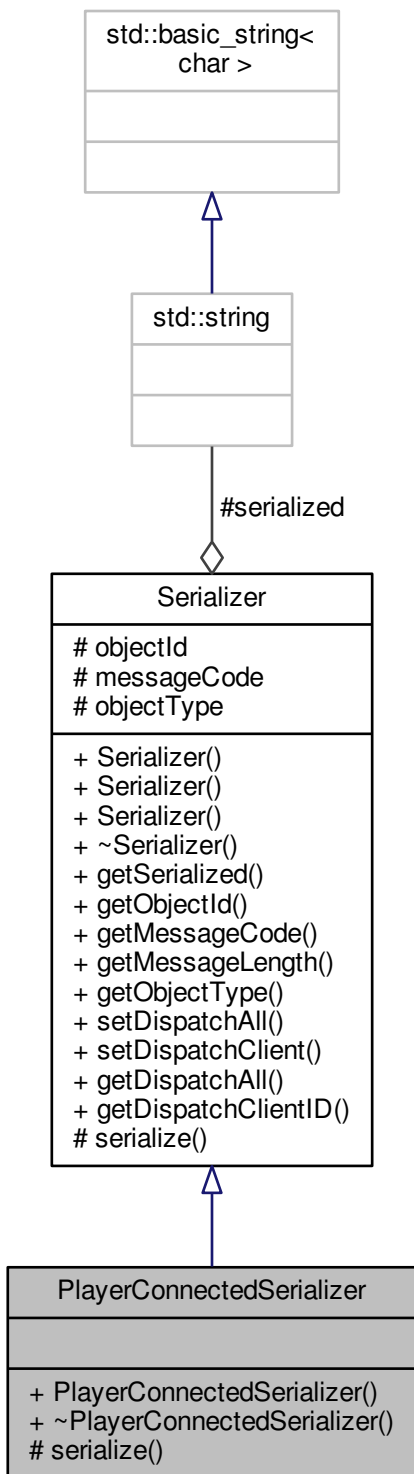 std::basic_string<
char >
std::string
#serialized
Serializer
# objectId
# messageCode
# objectType
+ Serializer()
+ Serializer()
+ Serializer()
+ ~Serializer()
+ getSerialized()
+ getObjectId()
+ getMessageCode()
+ getMessageLength()
+ getObjectType()
+ setDispatchAll()
+ setDispatchClient()
+ getDispatchAll()
+ getDispatchClientID()
# serialize()
PlayerConnectedSerializer
+ PlayerConnectedSerializer()
+ ~PlayerConnectedSerializer()
# serialize()